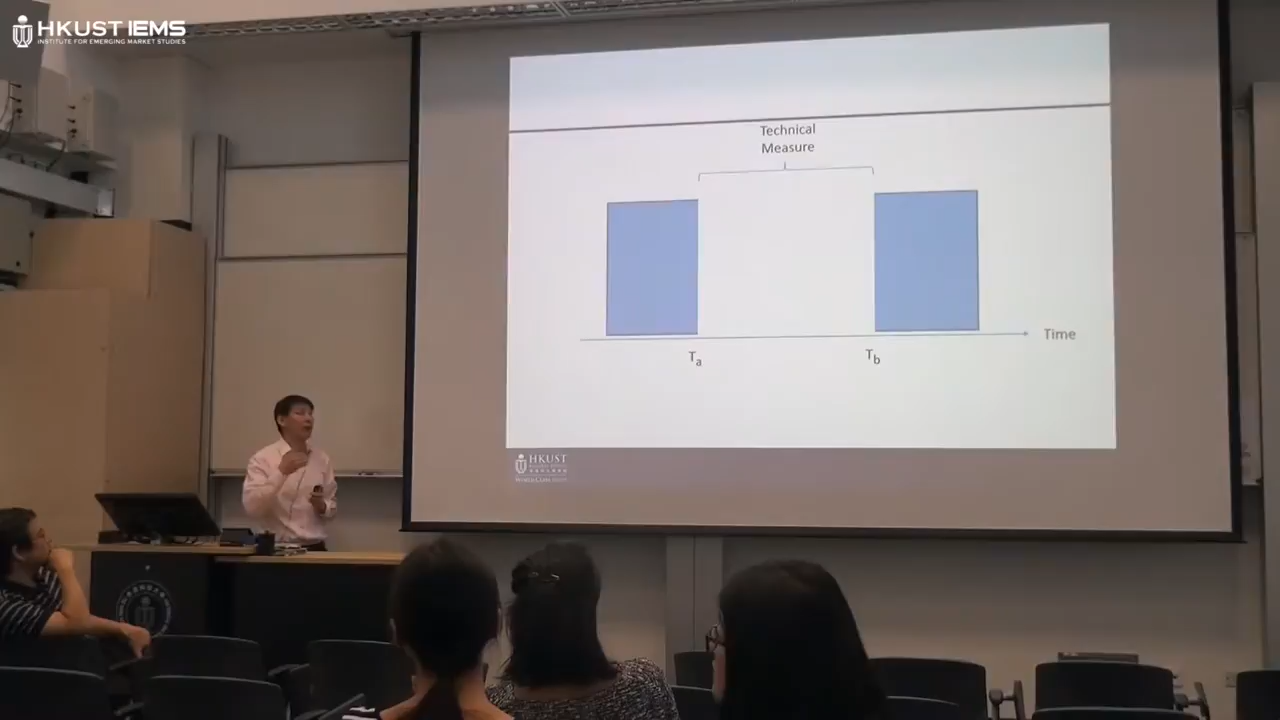 HKUST IEMS
INSTITUTE FOR EMERGING MARKET STUDIES
Technical
Measure
Time
Ta
Tb
HKUST